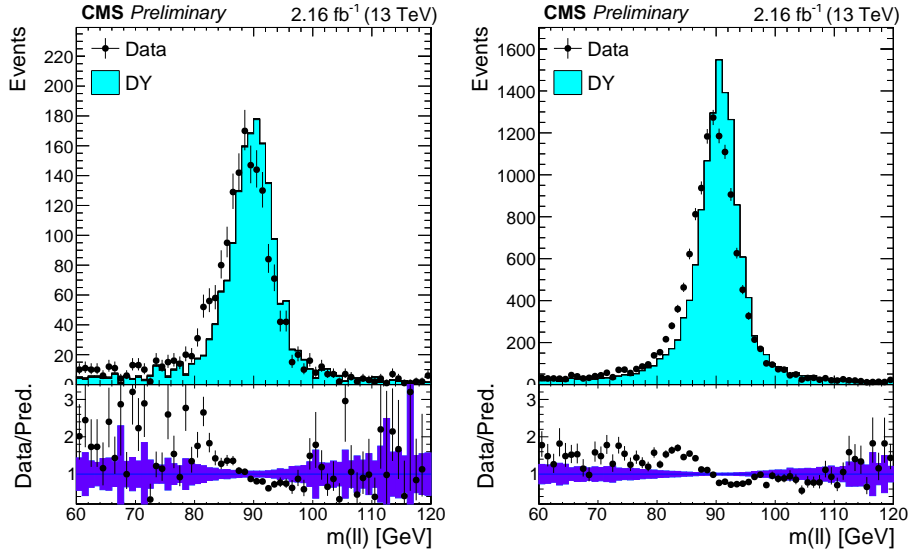 CMS Preliminary 2.16 fb⁻¹ (13 TeV)
Events
220
200
180
160
140
120
100
80
60
40
20
0
Data
DY
Data/Pred.
3
2
1
60 70 80 90 100 110 120
m(ll) [GeV]
CMS Preliminary 2.16 fb⁻¹ (13 TeV)
Events
1600
1400
1200
1000
800
600
400
200
0
Data
DY
Data/Pred.
3
2
1
60 70 80 90 100 110 120
m(ll) [GeV]